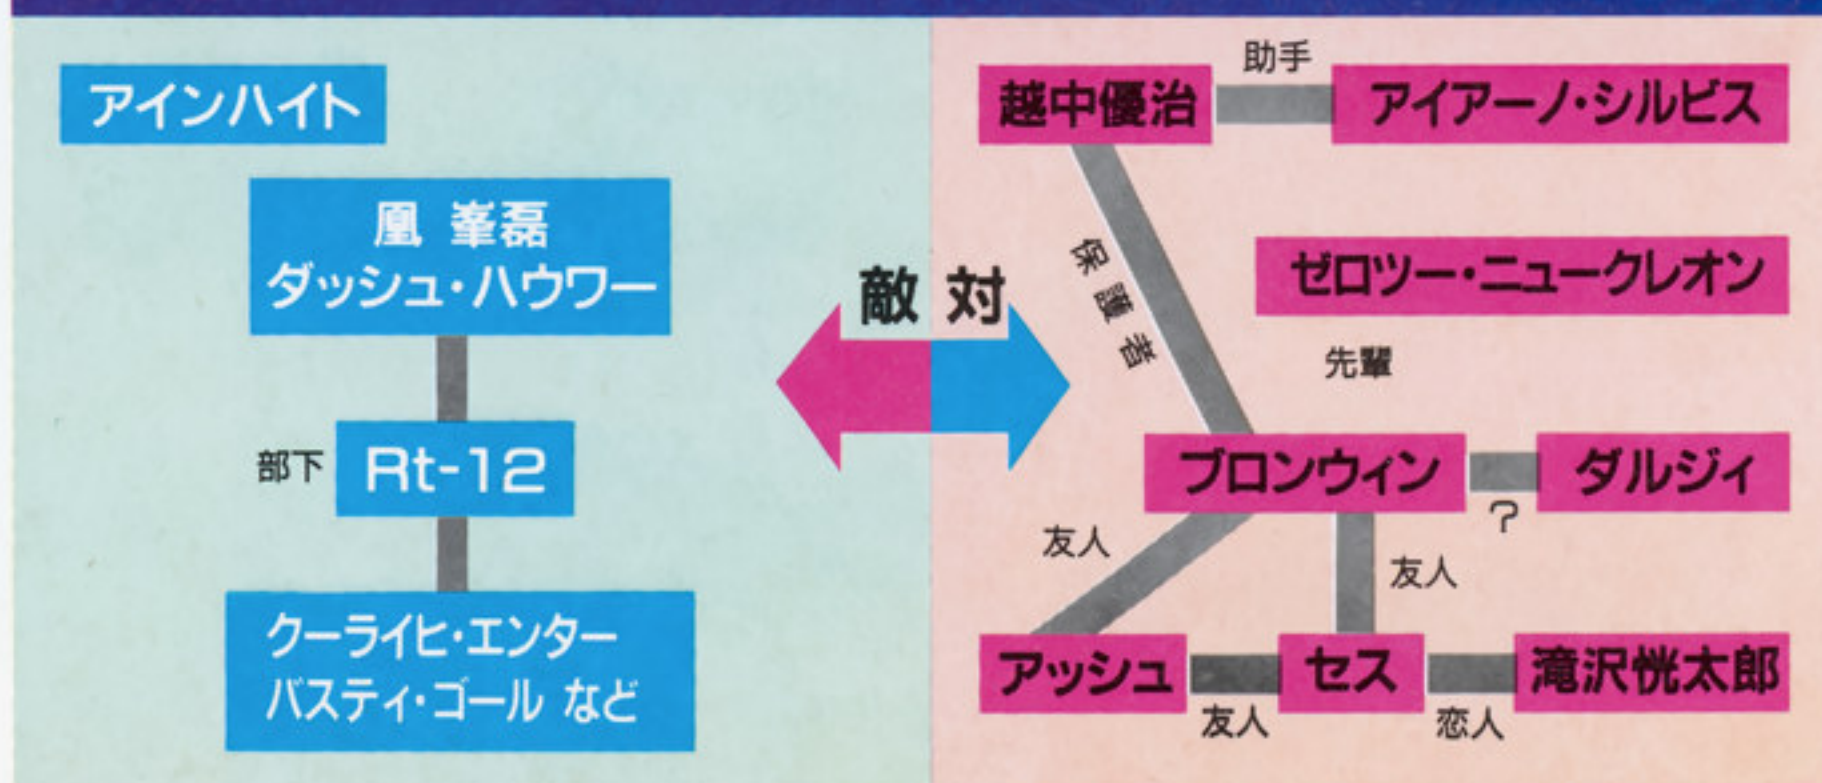 アインハイト
凰 峯磊
ダッシュ・ハウワー
部下
Rt-12
クーライヒ・エンター
バスティ・ゴール など
敵対
越中優治
助手
アイアーノ・シルビス
保護者
ゼロツー・ニュークレオン
先輩
ブロンウィン
?
ダルジィ
友人
友人
アッシュ
友人
セス
恋人
滝沢恍太郎